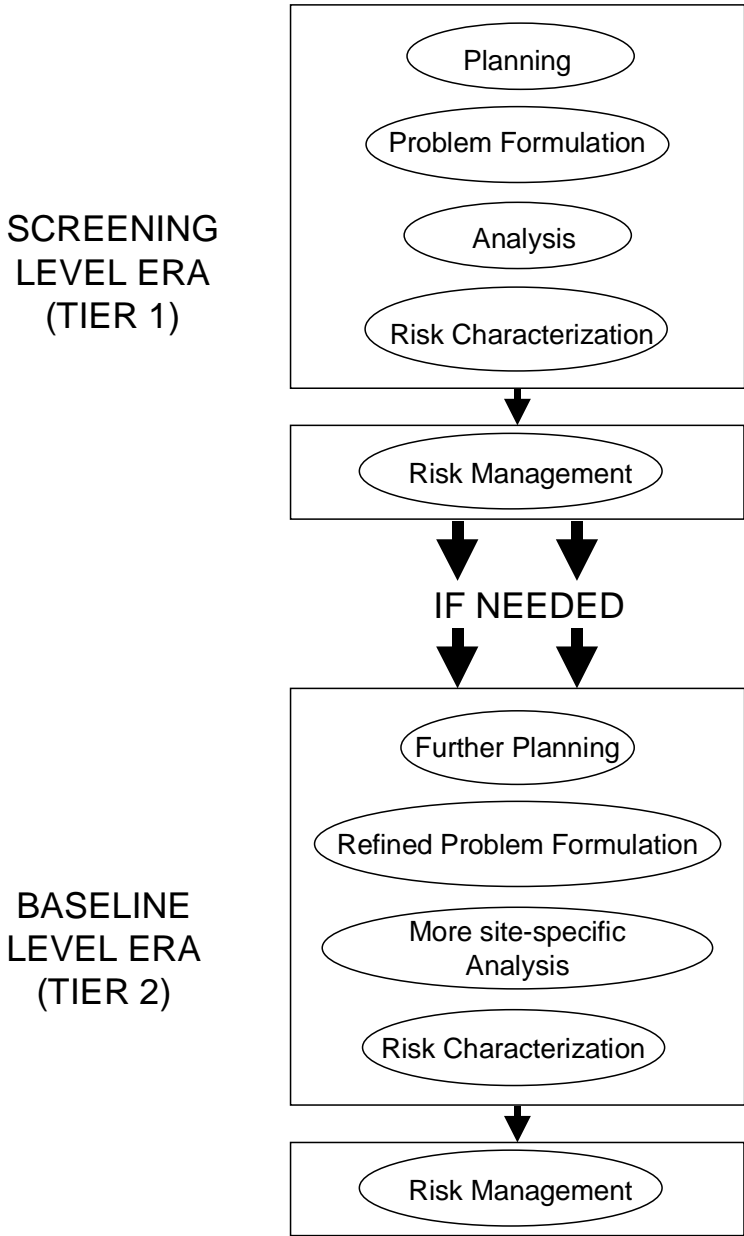 Planning
Problem Formulation
Analysis
Risk Characterization
SCREENING
LEVEL ERA
(TIER 1)
Risk Management
IF NEEDED
Further Planning
Refined Problem Formulation
More site-specific
Analysis
Risk Characterization
BASELINE
LEVEL ERA
(TIER 2)
Risk Management